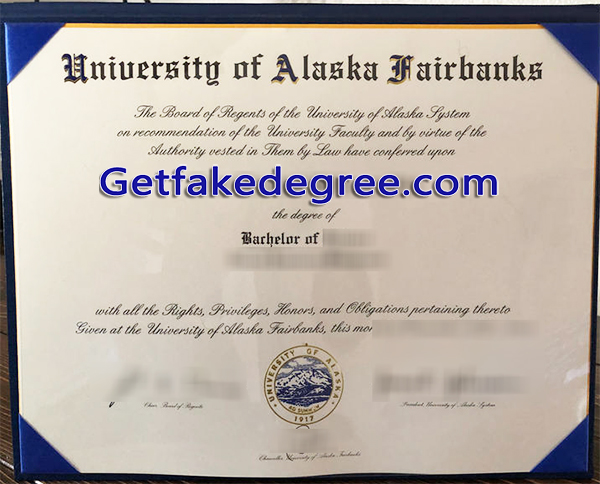 University of Alaska Fairbanks
The Board of Regents of the University of Alaska System
on recommendation of the University Faculty and by virtue of the
Authority vested in Them by Law have conferred upon
Getfakedegree.com
the degree of
Bachelor of
with all the Rights, Privileges, Honors, and Obligations pertaining thereto
Given at the University of Alaska Fairbanks, this
UNIVERSITY OF ALASKA
AD SUMMUM
1917
Chair, Board of Regents
President, University of Alaska System
Chancellor, University of Alaska Fairbanks